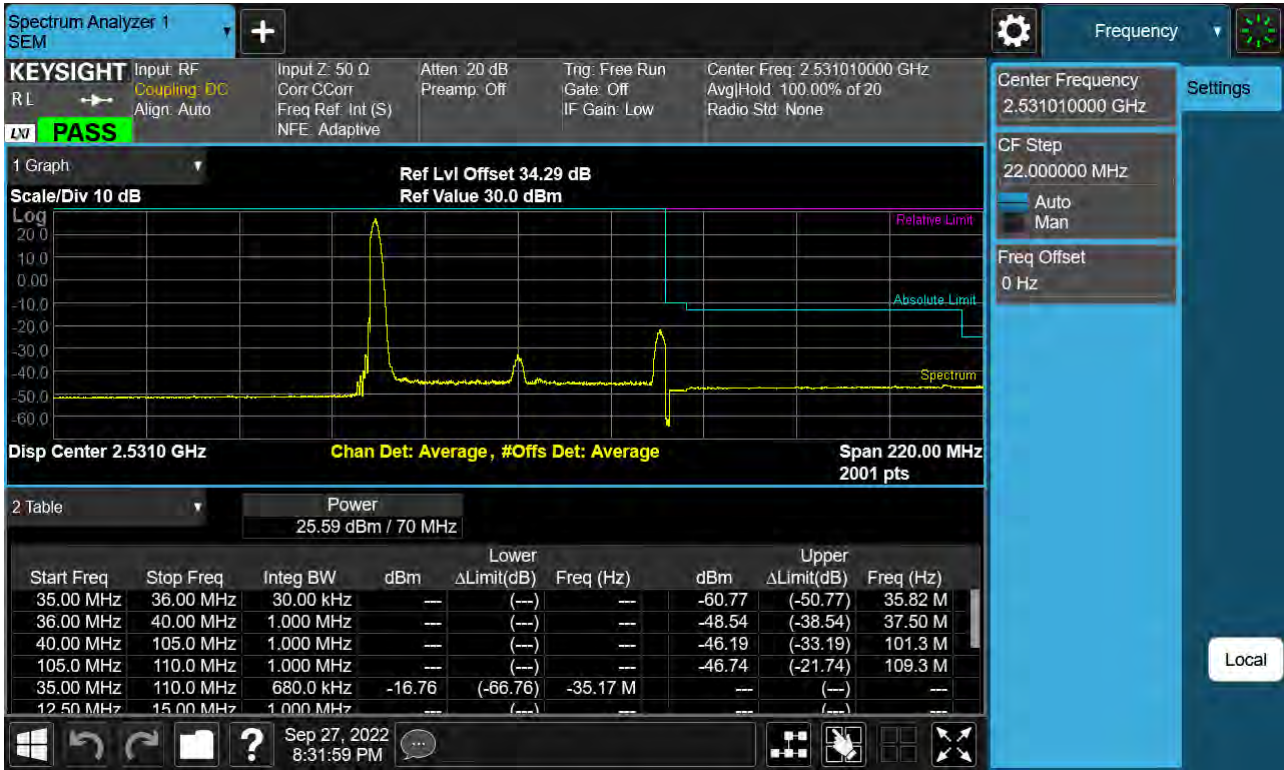 Spectrum Analyzer 1
SEM
Frequency
KEYSIGHT
RL
LXI PASS
Input: RF
Coupling: DC
Align: Auto
Input Z: 50 Ω
Corr CCorr
Freq Ref: Int (S)
NFE: Adaptive
Atten: 20 dB
Preamp: Off
Trig: Free Run
Gate: Off
IF Gain: Low
Center Freq: 2.531010000 GHz
Avg|Hold: 100.00% of 20
Radio Std: None
Center Frequency
2.531010000 GHz
Settings
CF Step
22.000000 MHz
Auto
Man
Freq Offset
0 Hz
Local
1 Graph
Scale/Div 10 dB
Ref Lvl Offset 34.29 dB
Ref Value 30.0 dBm
Log
20.0
10.0
0.00
-10.0
-20.0
-30.0
-40.0
-50.0
-60.0
Relative Limit
Absolute Limit
Spectrum
Disp Center 2.5310 GHz
Chan Det: Average, #Offs Det: Average
Span 220.00 MHz
2001 pts
2 Table
Power
25.59 dBm / 70 MHz
Lower Upper
Start Freq Stop Freq Integ BW dBm ΔLimit(dB) Freq (Hz) dBm ΔLimit(dB) Freq (Hz)
35.00 MHz 36.00 MHz 30.00 kHz --- (---) --- -60.77 (-50.77) 35.82 M
36.00 MHz 40.00 MHz 1.000 MHz --- (---) --- -48.54 (-38.54) 37.50 M
40.00 MHz 105.0 MHz 1.000 MHz --- (---) --- -46.19 (-33.19) 101.3 M
105.0 MHz 110.0 MHz 1.000 MHz --- (---) --- -46.74 (-21.74) 109.3 M
35.00 MHz 110.0 MHz 680.0 kHz -16.76 (-66.76) -35.17 M --- (---) ---
12.50 MHz 15.00 MHz 1.000 MHz --- (---) --- --- (---) ---
Sep 27, 2022
8:31:59 PM